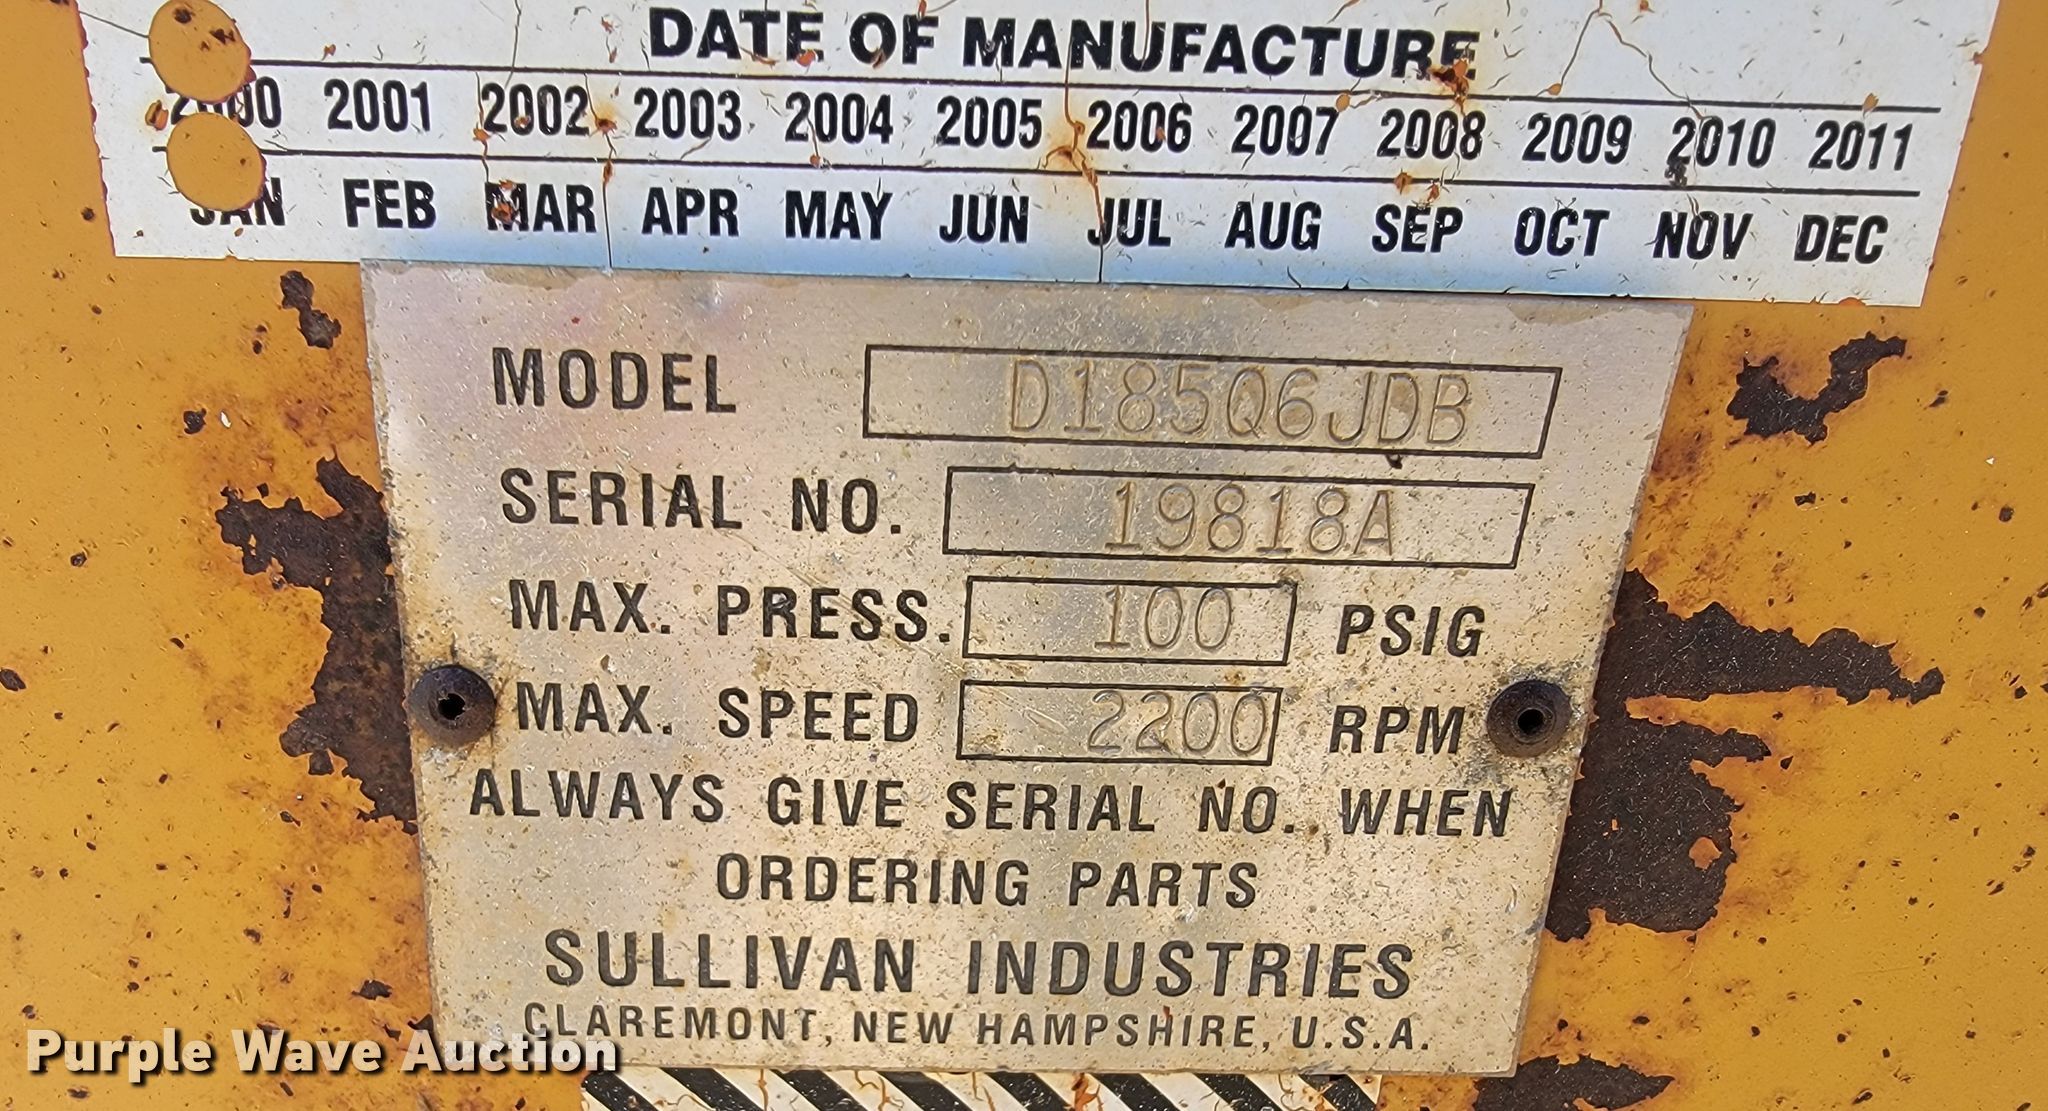 DATE OF MANUFACTURE
2000 2001 2002 2003 2004 2005 2006 2007 2008 2009 2010 2011
JAN FEB MAR APR MAY JUN JUL AUG SEP OCT NOV DEC
MODEL D185Q6JDB
SERIAL NO. 19818A
MAX. PRESS. 100 PSIG
MAX. SPEED 2200 RPM
ALWAYS GIVE SERIAL NO. WHEN
ORDERING PARTS
SULLIVAN INDUSTRIES
CLAREMONT, NEW HAMPSHIRE, U.S.A.
Purple Wave Auction